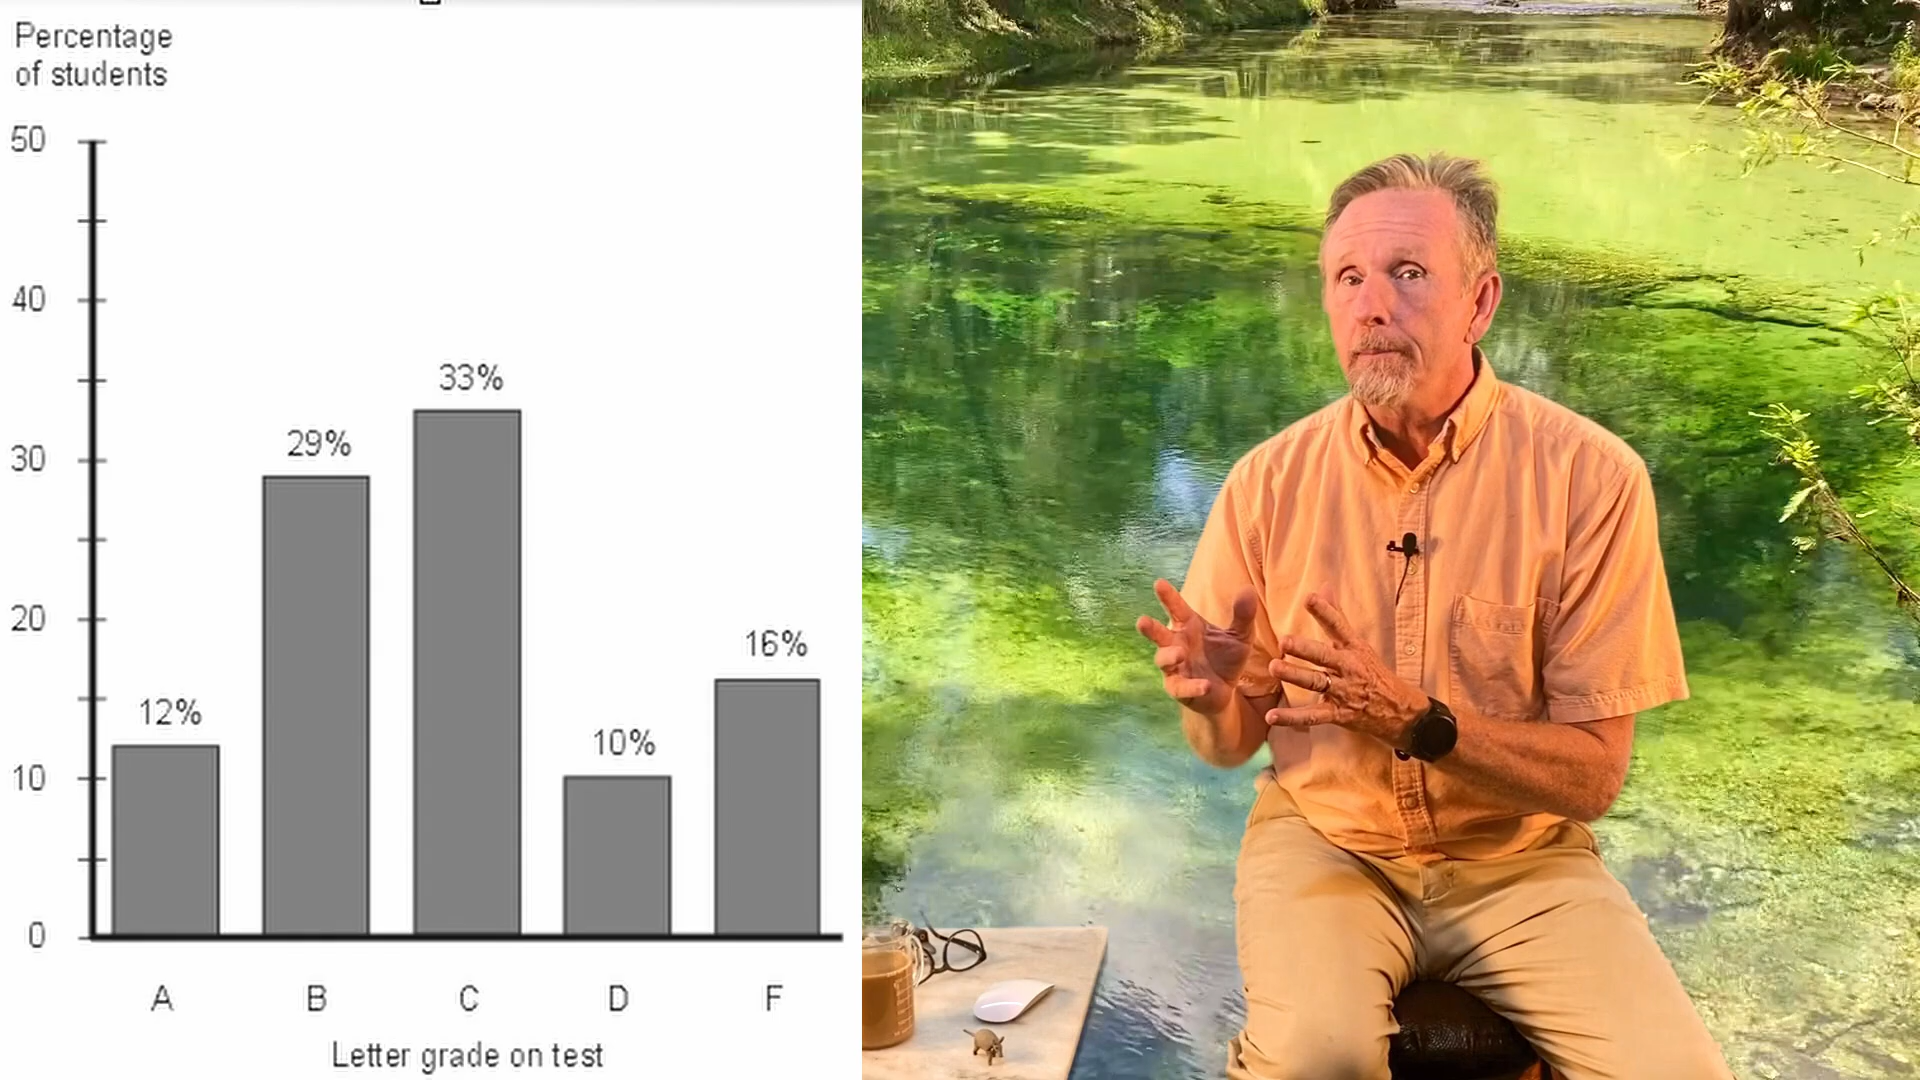 Percentage
of students
50
40
30
20
10
0
12%
29%
33%
10%
16%
A B C D F
Letter grade on test